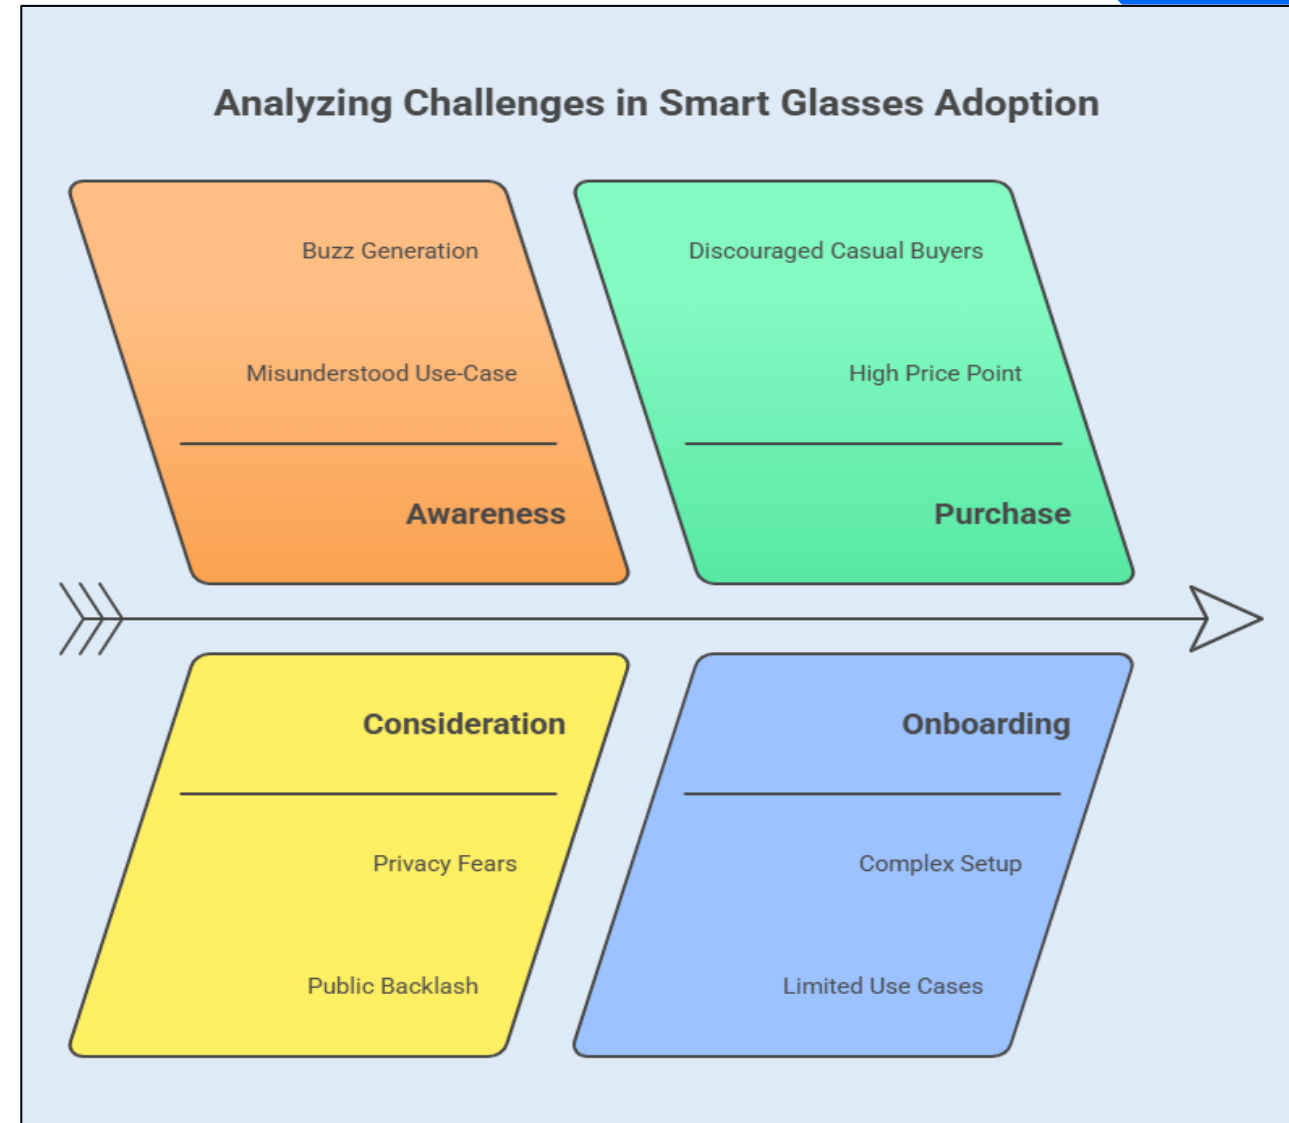 Analyzing Challenges in Smart Glasses Adoption
Buzz Generation
Misunderstood Use-Case
Awareness
Discouraged Casual Buyers
High Price Point
Purchase
Consideration
Privacy Fears
Public Backlash
Onboarding
Complex Setup
Limited Use Cases